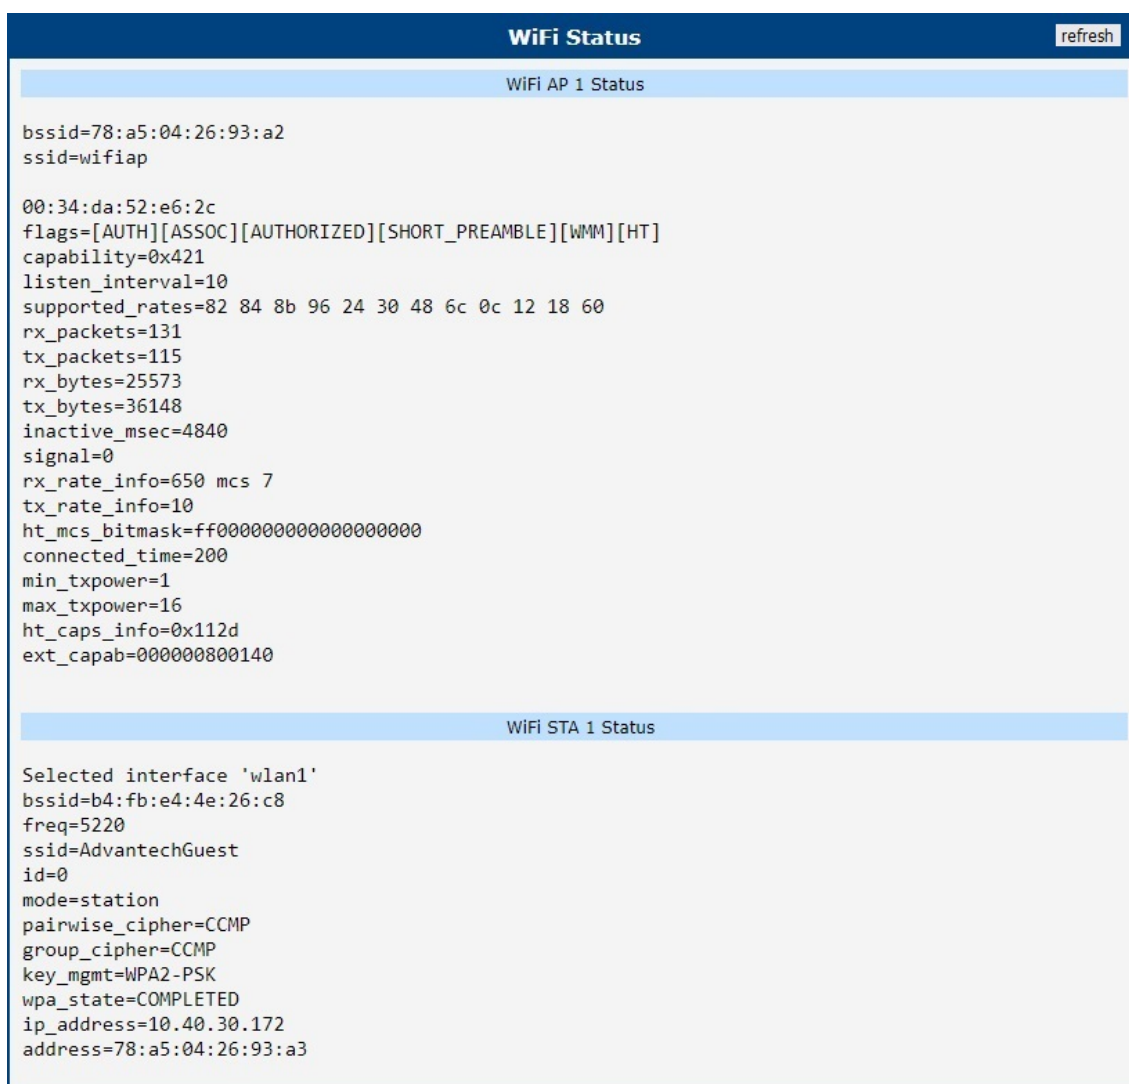 WiFi Status
refresh
WiFi AP 1 Status
bssid=78:a5:04:26:93:a2
ssid=wifiap
00:34:da:52:e6:2c
flags=[AUTH][ASSOC][AUTHORIZED][SHORT_PREAMBLE][WMM][HT]
capability=0x421
listen_interval=10
supported_rates=82 84 8b 96 24 30 48 6c 0c 12 18 60
rx_packets=131
tx_packets=115
rx_bytes=25573
tx_bytes=36148
inactive_msec=4840
signal=0
rx_rate_info=650 mcs 7
tx_rate_info=10
ht_mcs_bitmask=ff000000000000000000
connected_time=200
min_txpower=1
max_txpower=16
ht_caps_info=0x112d
ext_capab=000000800140
WiFi STA 1 Status
Selected interface 'wlan1'
bssid=b4:fb:e4:4e:26:c8
freq=5220
ssid=AdvantechGuest
id=0
mode=station
pairwise_cipher=CCMP
group_cipher=CCMP
key_mgmt=WPA2-PSK
wpa_state=COMPLETED
ip_address=10.40.30.172
address=78:a5:04:26:93:a3